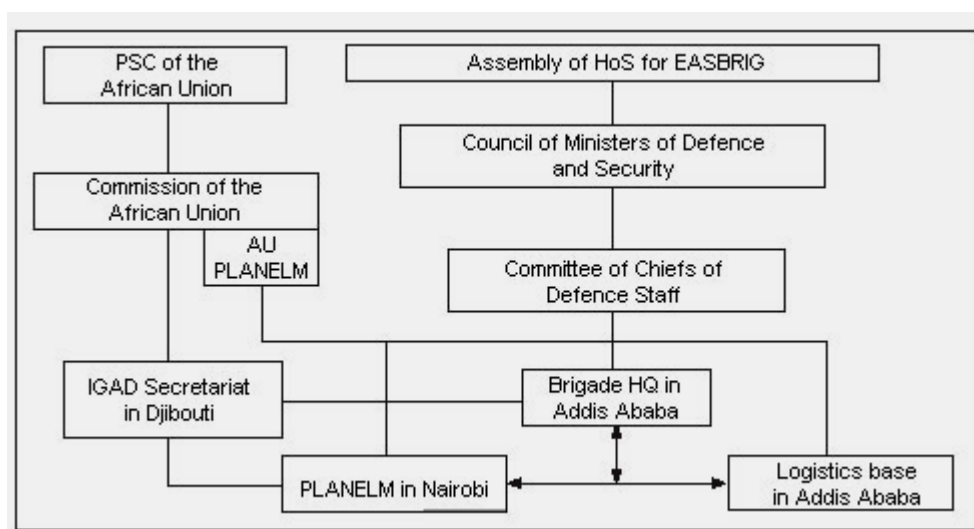 PSC of the
African Union
Assembly of HoS for EASBRIG
Council of Ministers of Defence
and Security
Commission of the
African Union
AU
PLANELM
Committee of Chiefs of
Defence Staff
IGAD Secretariat
in Djibouti
Brigade HQ in
Addis Ababa
PLANELM in Nairobi
Logistics base
in Addis Ababa